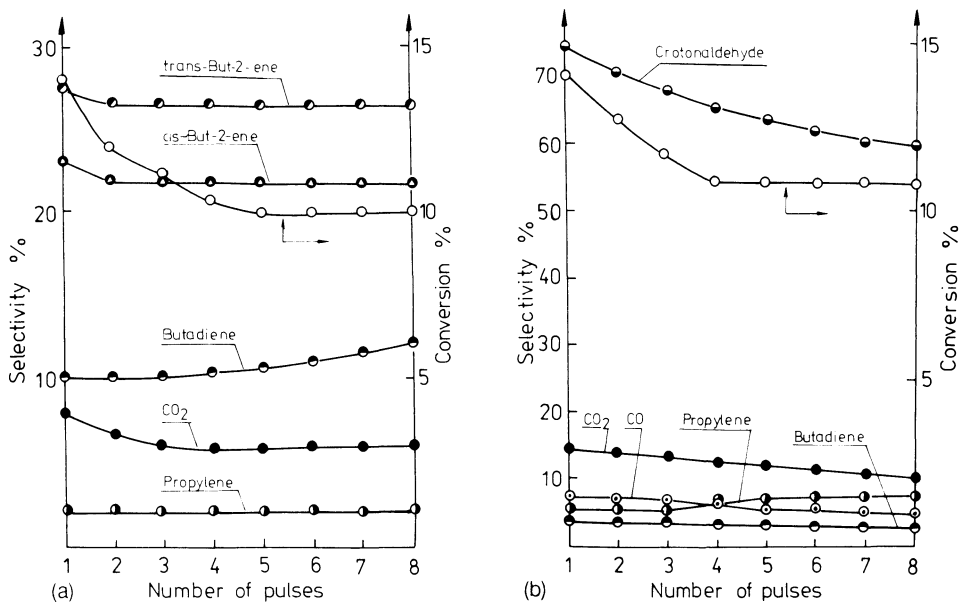 30
20
10
Selectivity %
trans-But-2-ene
cis-But-2-ene
Butadiene
CO2
Propylene
15
10
5
Conversion %
1 2 3 4 5 6 7 8
(a) Number of pulses
70
60
50
40
30
20
10
Selectivity %
Crotonaldehyde
CO2 CO Propylene Butadiene
15
10
5
Conversion %
1 2 3 4 5 6 7 8
(b) Number of pulses